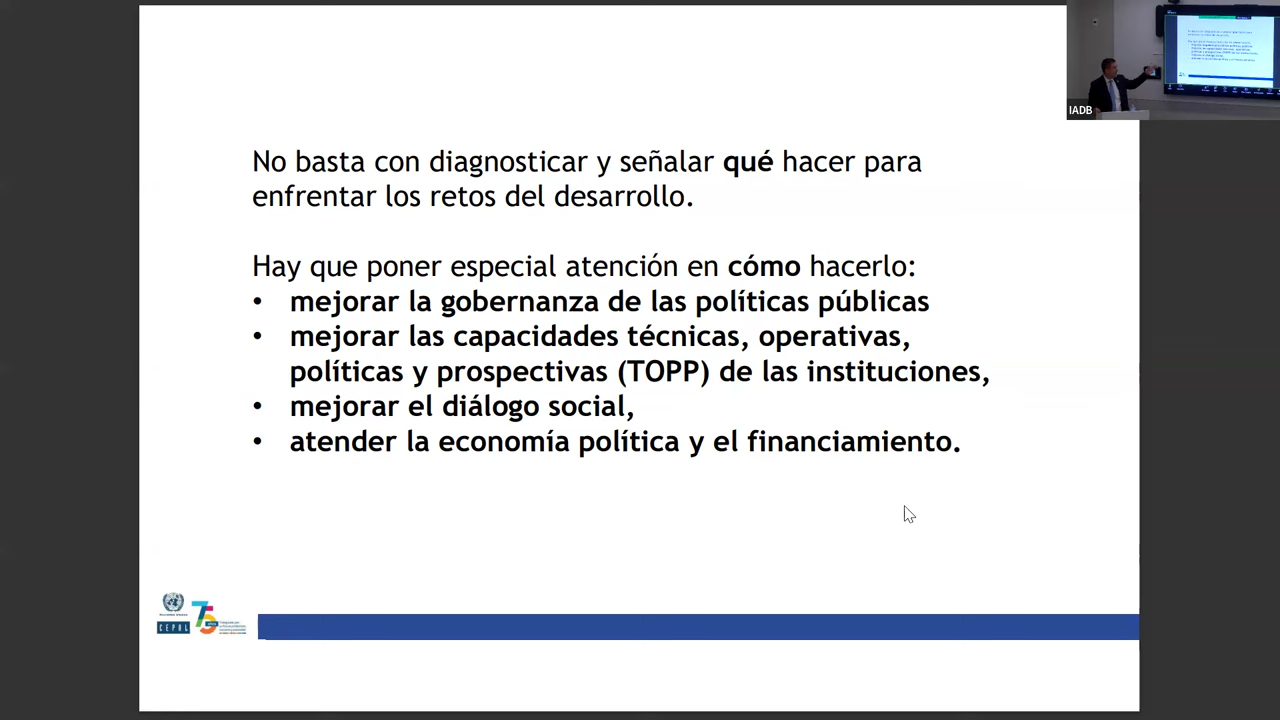 No basta con diagnosticar y señalar qué hacer para
enfrentar los retos del desarrollo.
Hay que poner especial atención en cómo hacerlo:
• mejorar la gobernanza de las políticas públicas
• mejorar las capacidades técnicas, operativas,
políticas y prospectivas (TOPP) de las instituciones,
• mejorar el diálogo social,
• atender la economía política y el financiamiento.
IADB
CEPAL
75